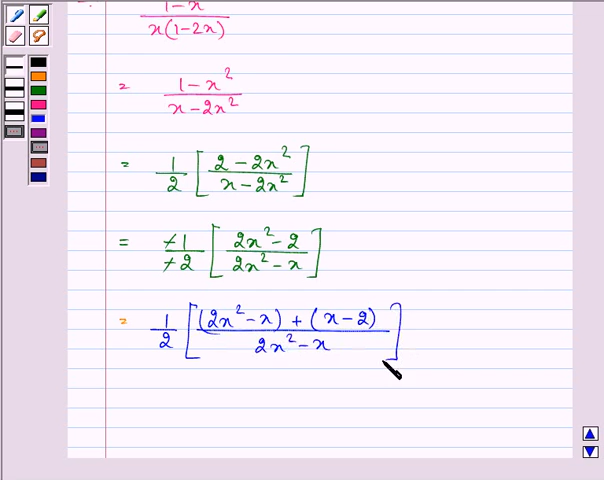 1 - x
x(1-2x)
= (1-x²)/(x-2x²)
= 1/2 [(2-2x²)/(x-2x²)]
= -1/-2 [(2x²-2)/(2x²-x)]
= 1/2 [((2x²-x)+(x-2))/(2x²-x)]